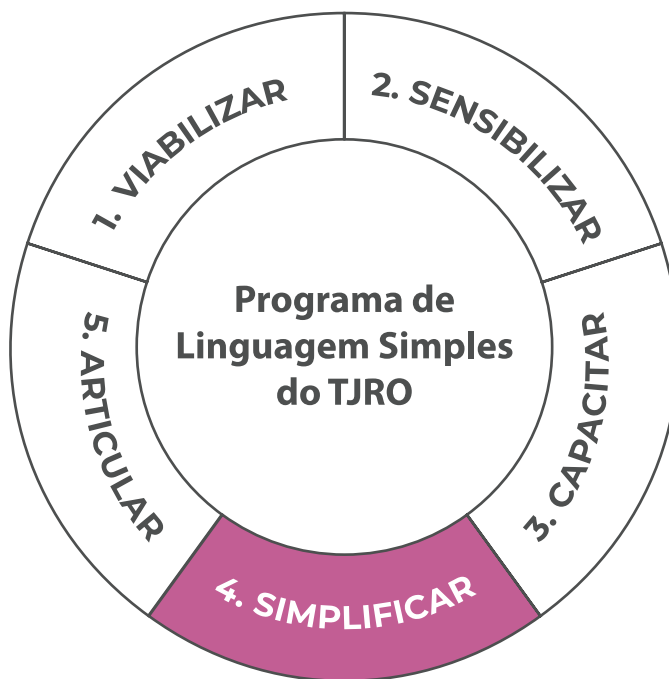 1. VIABILIZAR
2. SENSIBILIZAR
3. CAPACITAR
4. SIMPLIFICAR
5. ARTICULAR
Programa de
Linguagem Simples
do TJRO